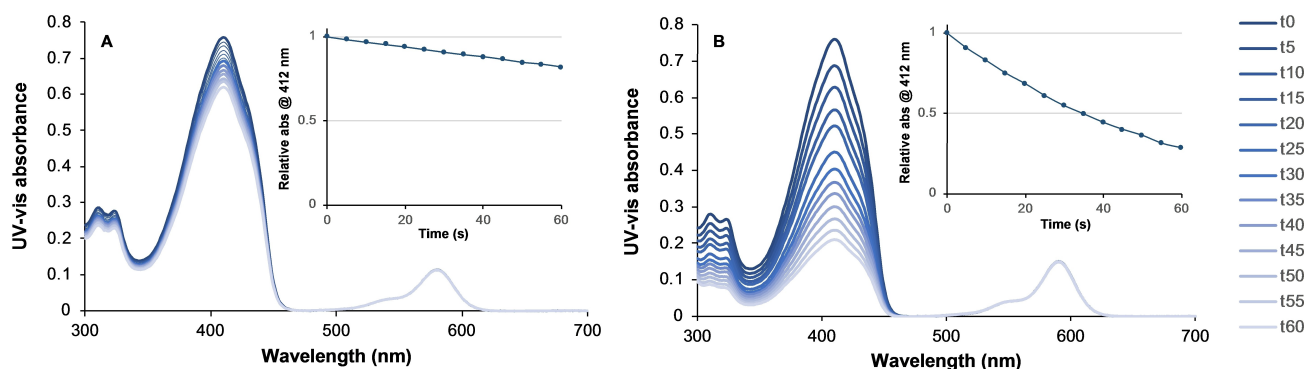 A
UV-vis absorbance
0.8
0.7
0.6
0.5
0.4
0.3
0.2
0.1
0
300
400
500
600
700
Wavelength (nm)
Relative abs @ 412 nm
1
0.5
0
0
20
40
60
Time (s)
B
UV-vis absorbance
0.8
0.7
0.6
0.5
0.4
0.3
0.2
0.1
0
300
400
500
600
700
Wavelength (nm)
Relative abs @ 412 nm
1
0.5
0
0
20
40
60
Time (s)
t0
t5
t10
t15
t20
t25
t30
t35
t40
t45
t50
t55
t60